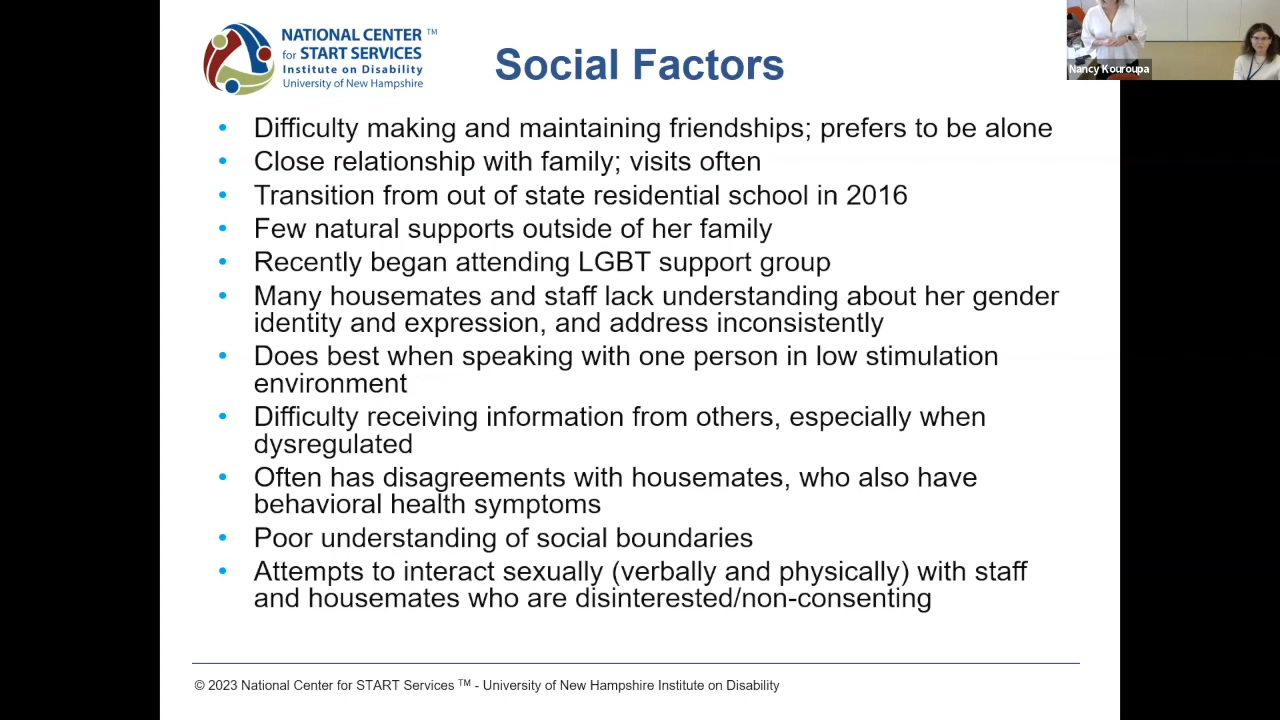 NATIONAL CENTER TM
for START SERVICES
Institute on Disability
University of New Hampshire
Social Factors
Nancy Kouroupa
• Difficulty making and maintaining friendships; prefers to be alone
• Close relationship with family; visits often
• Transition from out of state residential school in 2016
• Few natural supports outside of her family
• Recently began attending LGBT support group
• Many housemates and staff lack understanding about her gender
identity and expression, and address inconsistently
• Does best when speaking with one person in low stimulation
environment
• Difficulty receiving information from others, especially when
dysregulated
• Often has disagreements with housemates, who also have
behavioral health symptoms
• Poor understanding of social boundaries
• Attempts to interact sexually (verbally and physically) with staff
and housemates who are disinterested/non-consenting
© 2023 National Center for START Services TM - University of New Hampshire Institute on Disability